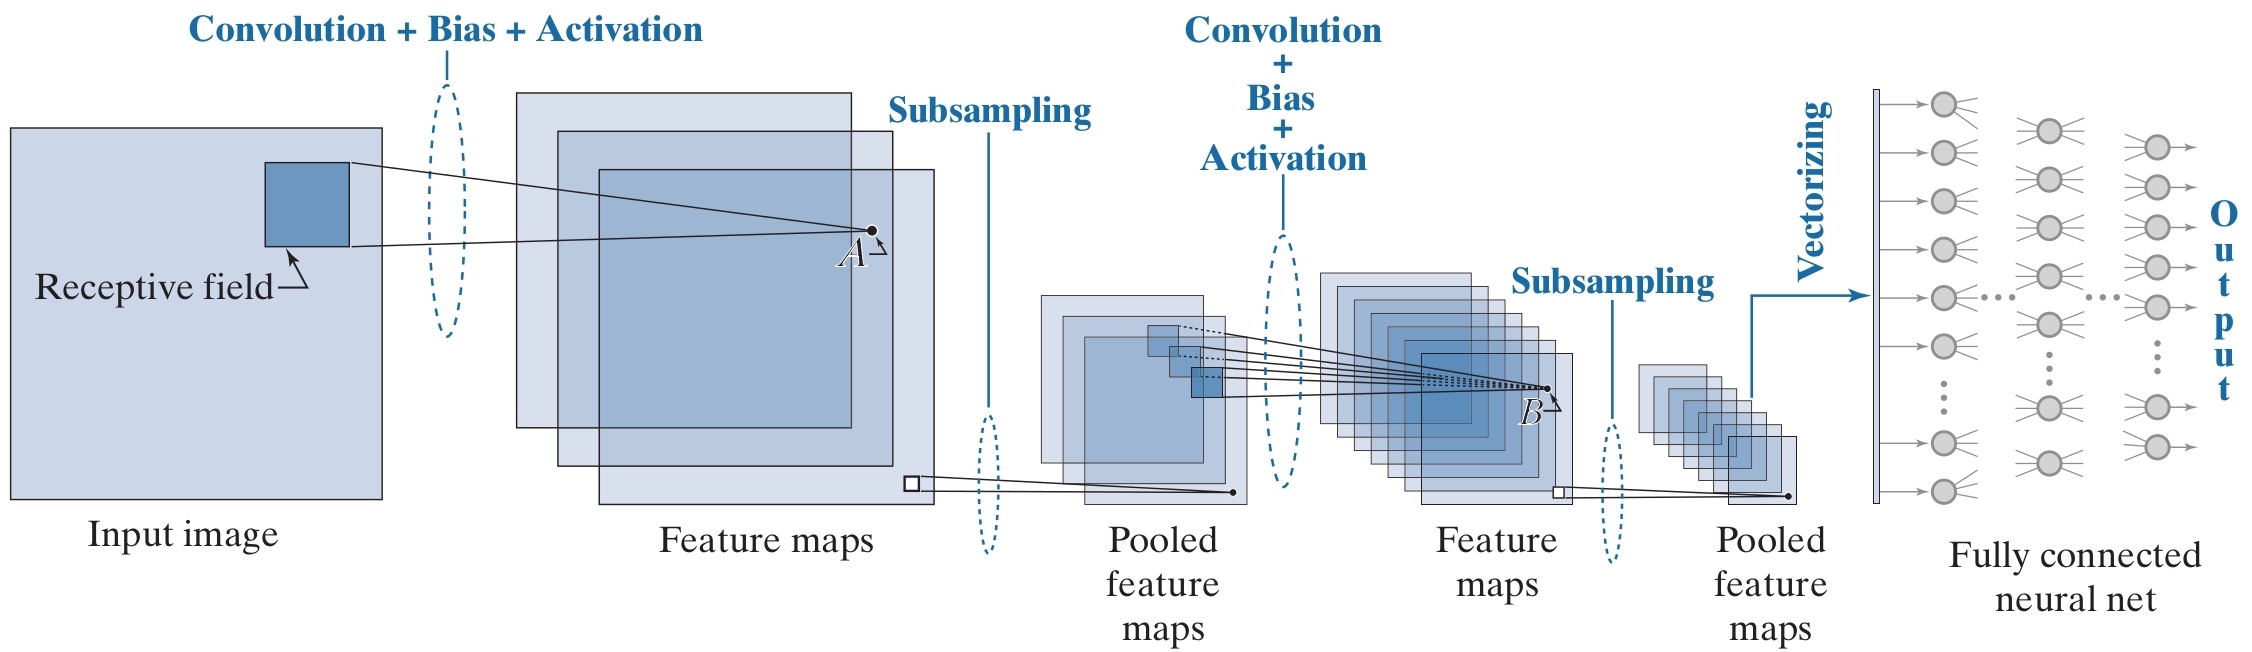 Convolution + Bias + Activation
Receptive field
Input image
A
Feature maps
Subsampling
Pooled
feature
maps
Convolution
+
Bias
+
Activation
B
Feature
maps
Subsampling
Pooled
feature
maps
Vectorizing
Fully connected
neural net
Output